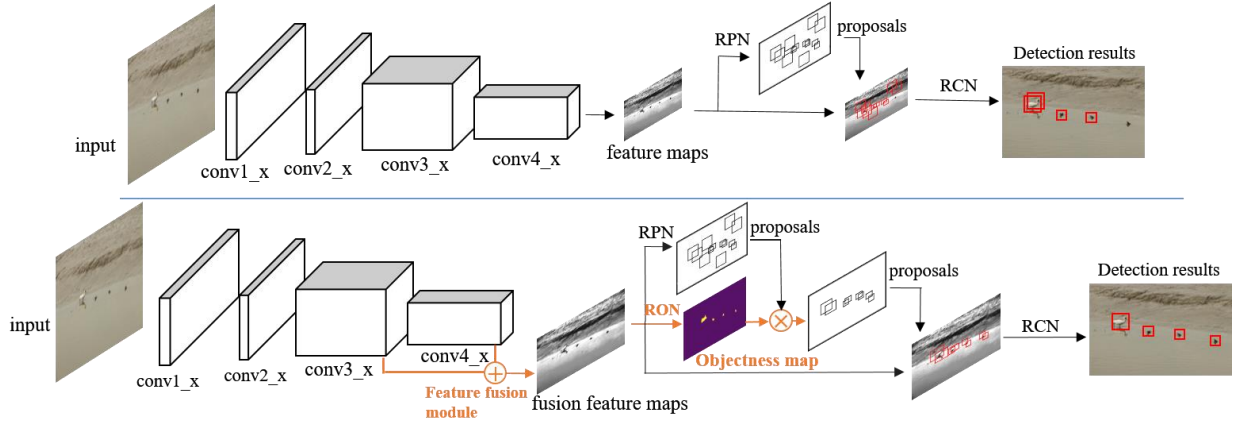 input
conv1_x
conv2_x
conv3_x
conv4_x
feature maps
RPN
proposals
RCN
Detection results
input
conv1_x
conv2_x
conv3_x
conv4_x
Feature fusion
module
fusion feature maps
RPN
proposals
RON
Objectness map
proposals
RCN
Detection results